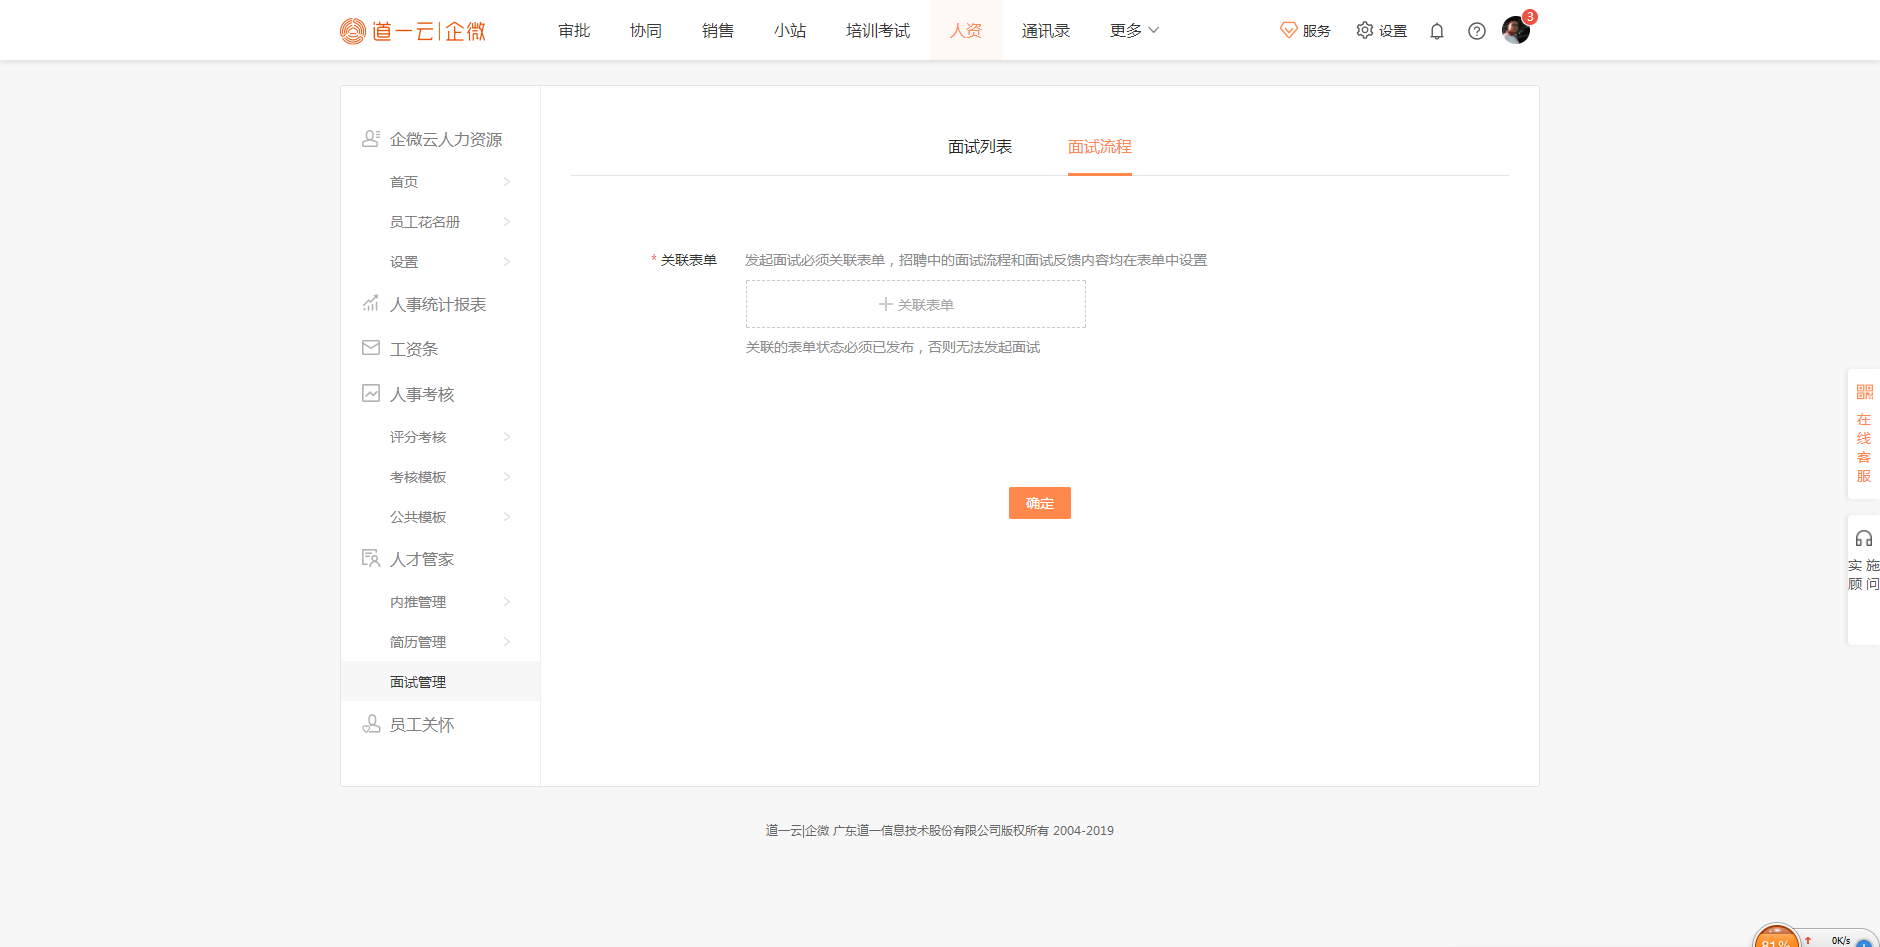 道一云|企微
审批
协同
销售
小站
培训考试
人资
通讯录
更多
服务
设置
3
企微云人力资源
首页
员工花名册
设置
人事统计报表
工资条
人事考核
评分考核
考核模板
公共模板
人才管家
内推管理
简历管理
面试管理
员工关怀
面试列表
面试流程
* 关联表单
发起面试必须关联表单，招聘中的面试流程和面试反馈内容均在表单中设置
关联表单
关联的表单状态必须已发布，否则无法发起面试
确定
在线客服
实施
顾问
道一云|企微 广东道一信息技术股份有限公司版权所有 2004-2019
81%
0K/s